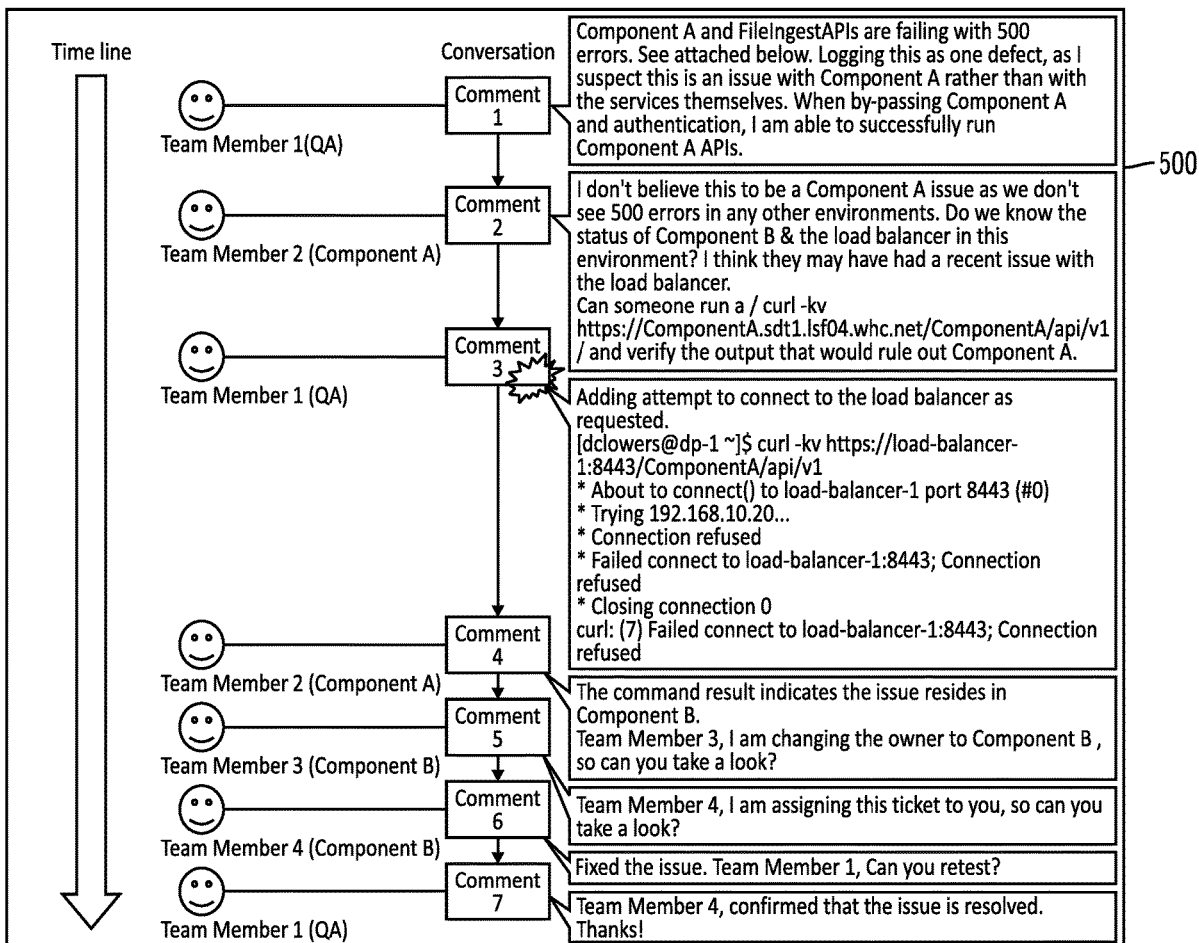 Time line
Conversation
Team Member 1(QA)
Comment
1
Component A and FileIngestAPIs are failing with 500
errors. See attached below. Logging this as one defect, as I
suspect this is an issue with Component A rather than with
the services themselves. When by-passing Component A
and authentication, I am able to successfully run
Component A APIs.
500
Team Member 2 (Component A)
Comment
2
I don't believe this to be a Component A issue as we don't
see 500 errors in any other environments. Do we know the
status of Component B & the load balancer in this
environment? I think they may have had a recent issue with
the load balancer.
Can someone run a / curl -kv
https://ComponentA.sdt1.lsf04.whc.net/ComponentA/api/v1
/ and verify the output that would rule out Component A.
Team Member 1 (QA)
Comment
3
Adding attempt to connect to the load balancer as
requested.
[dclowers@dp-1 ~]$ curl -kv https://load-balancer-
1:8443/ComponentA/api/v1
* About to connect() to load-balancer-1 port 8443 (#0)
* Trying 192.168.10.20...
* Connection refused
* Failed connect to load-balancer-1:8443; Connection
refused
* Closing connection 0
curl: (7) Failed connect to load-balancer-1:8443; Connection
refused
Team Member 2 (Component A)
Comment
4
The command result indicates the issue resides in
Component B.
Team Member 3, I am changing the owner to Component B ,
so can you take a look?
Team Member 3 (Component B)
Comment
5
Team Member 4, I am assigning this ticket to you, so can you
take a look?
Team Member 4 (Component B)
Comment
6
Fixed the issue. Team Member 1, Can you retest?
Team Member 1 (QA)
Comment
7
Team Member 4, confirmed that the issue is resolved.
Thanks!